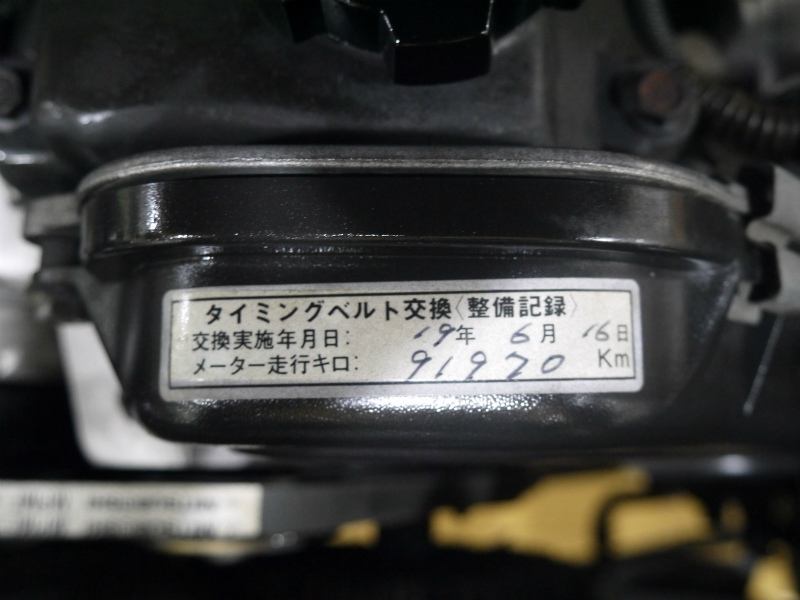 タイミングベルト交換〈整備記録〉
交換実施年月日: 19年 6月 16日
メーター走行キロ: 91920 Km